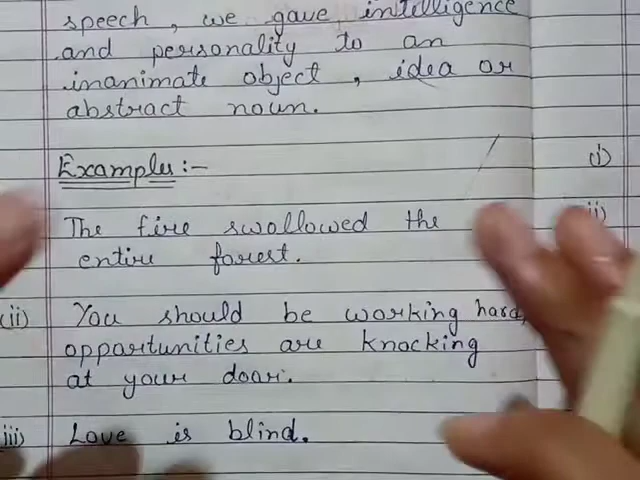 speech, we gave intelligence
and personality to an
inanimate object, idea or
abstract noun.
Examples:-
(i)
ii)
The fire swallowed the
entire forest.
(ii) You should be working hard,
opportunities are knocking
at your door.
iii) Love is blind.